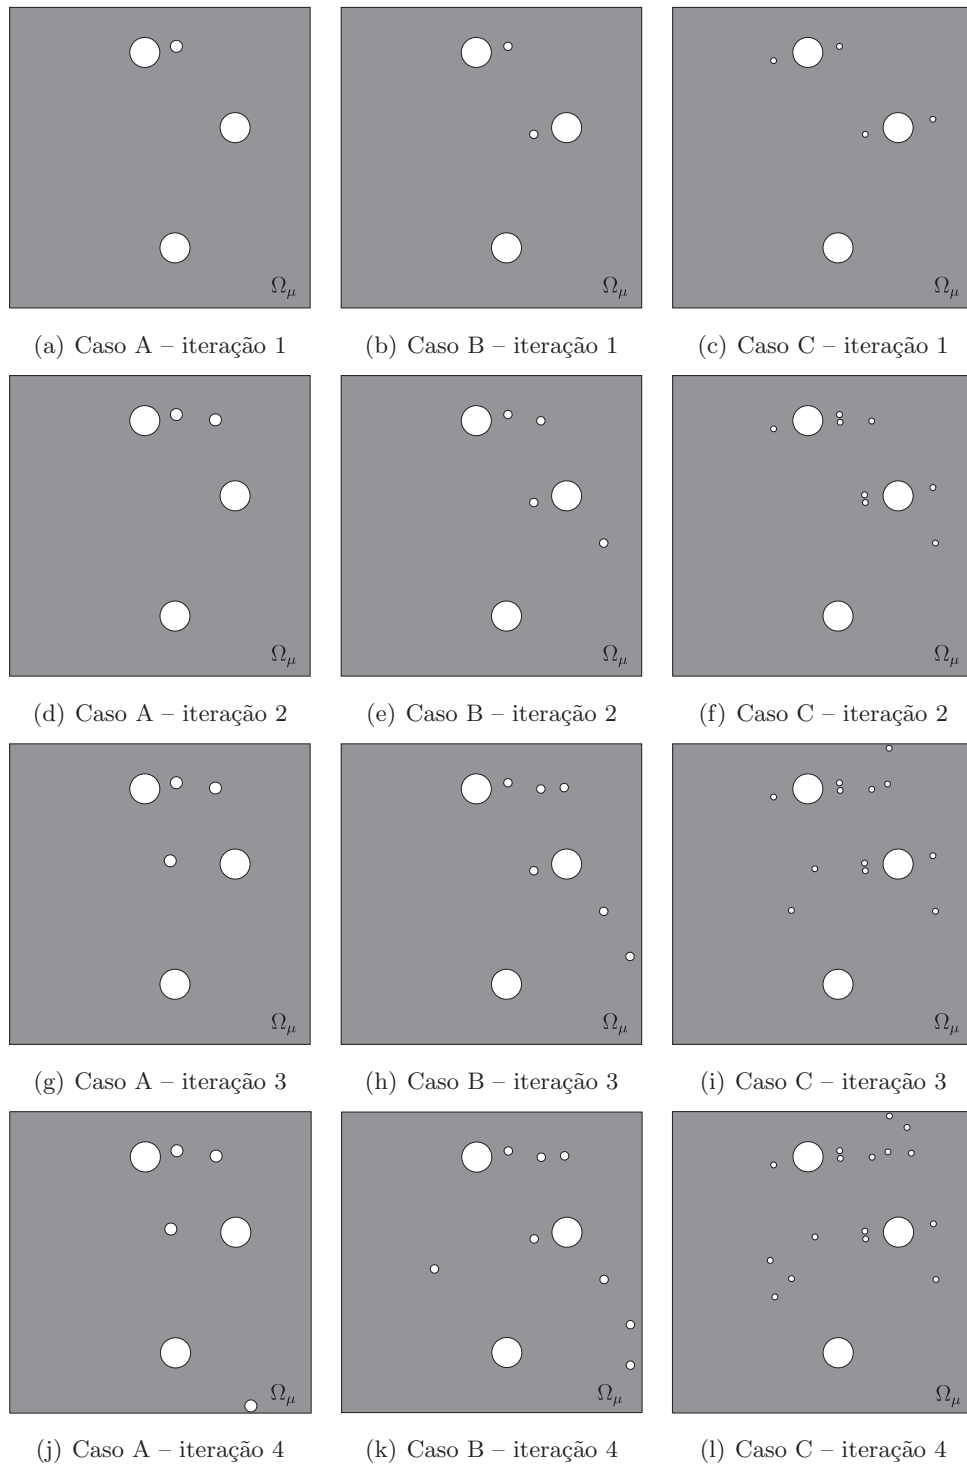 Ωμ Ωμ Ωμ
(a) Caso A – iteração 1 (b) Caso B – iteração 1 (c) Caso C – iteração 1
Ωμ Ωμ Ωμ
(d) Caso A – iteração 2 (e) Caso B – iteração 2 (f) Caso C – iteração 2
Ωμ Ωμ Ωμ
(g) Caso A – iteração 3 (h) Caso B – iteração 3 (i) Caso C – iteração 3
Ωμ Ωμ Ωμ
(j) Caso A – iteração 4 (k) Caso B – iteração 4 (l) Caso C – iteração 4